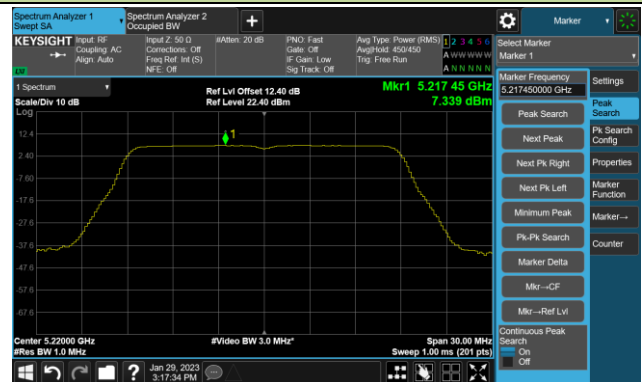 Spectrum Analyzer 1
Swept SA
Spectrum Analyzer 2
Occupied BW
+
Marker
KEYSIGHT
Input: RF
Coupling: AC
Align: Auto
Input Z: 50 Ω
Corrections: Off
Freq Ref: Int (S)
NFE: Off
#Atten: 20 dB
PNO: Fast
Gate: Off
IF Gain: Low
Sig Track: Off
Avg Type: Power (RMS)
Avg|Hold: 450/450
Trig: Free Run
1 2 3 4 5 6
A W W W W W
A N N N N N
Select Marker
Marker 1
1 Spectrum
Scale/Div 10 dB
Log
Ref Lvl Offset 12.40 dB
Ref Level 22.40 dBm
Mkr1 5.217 45 GHz
7.339 dBm
1
12.4
2.40
-7.60
-17.6
-27.6
-37.6
-47.6
-57.6
-67.6
Center 5.22000 GHz
#Res BW 1.0 MHz
#Video BW 3.0 MHz*
Span 30.00 MHz
Sweep 1.00 ms (201 pts)
Marker Frequency
5.217450000 GHz
Peak Search
Next Peak
Next Pk Right
Next Pk Left
Minimum Peak
Pk-Pk Search
Marker Delta
Mkr→CF
Mkr→Ref Lvl
Continuous Peak
Search
On
Off
Settings
Peak
Search
Pk Search
Config
Properties
Marker
Function
Marker→
Counter
?
Jan 29, 2023
3:17:34 PM